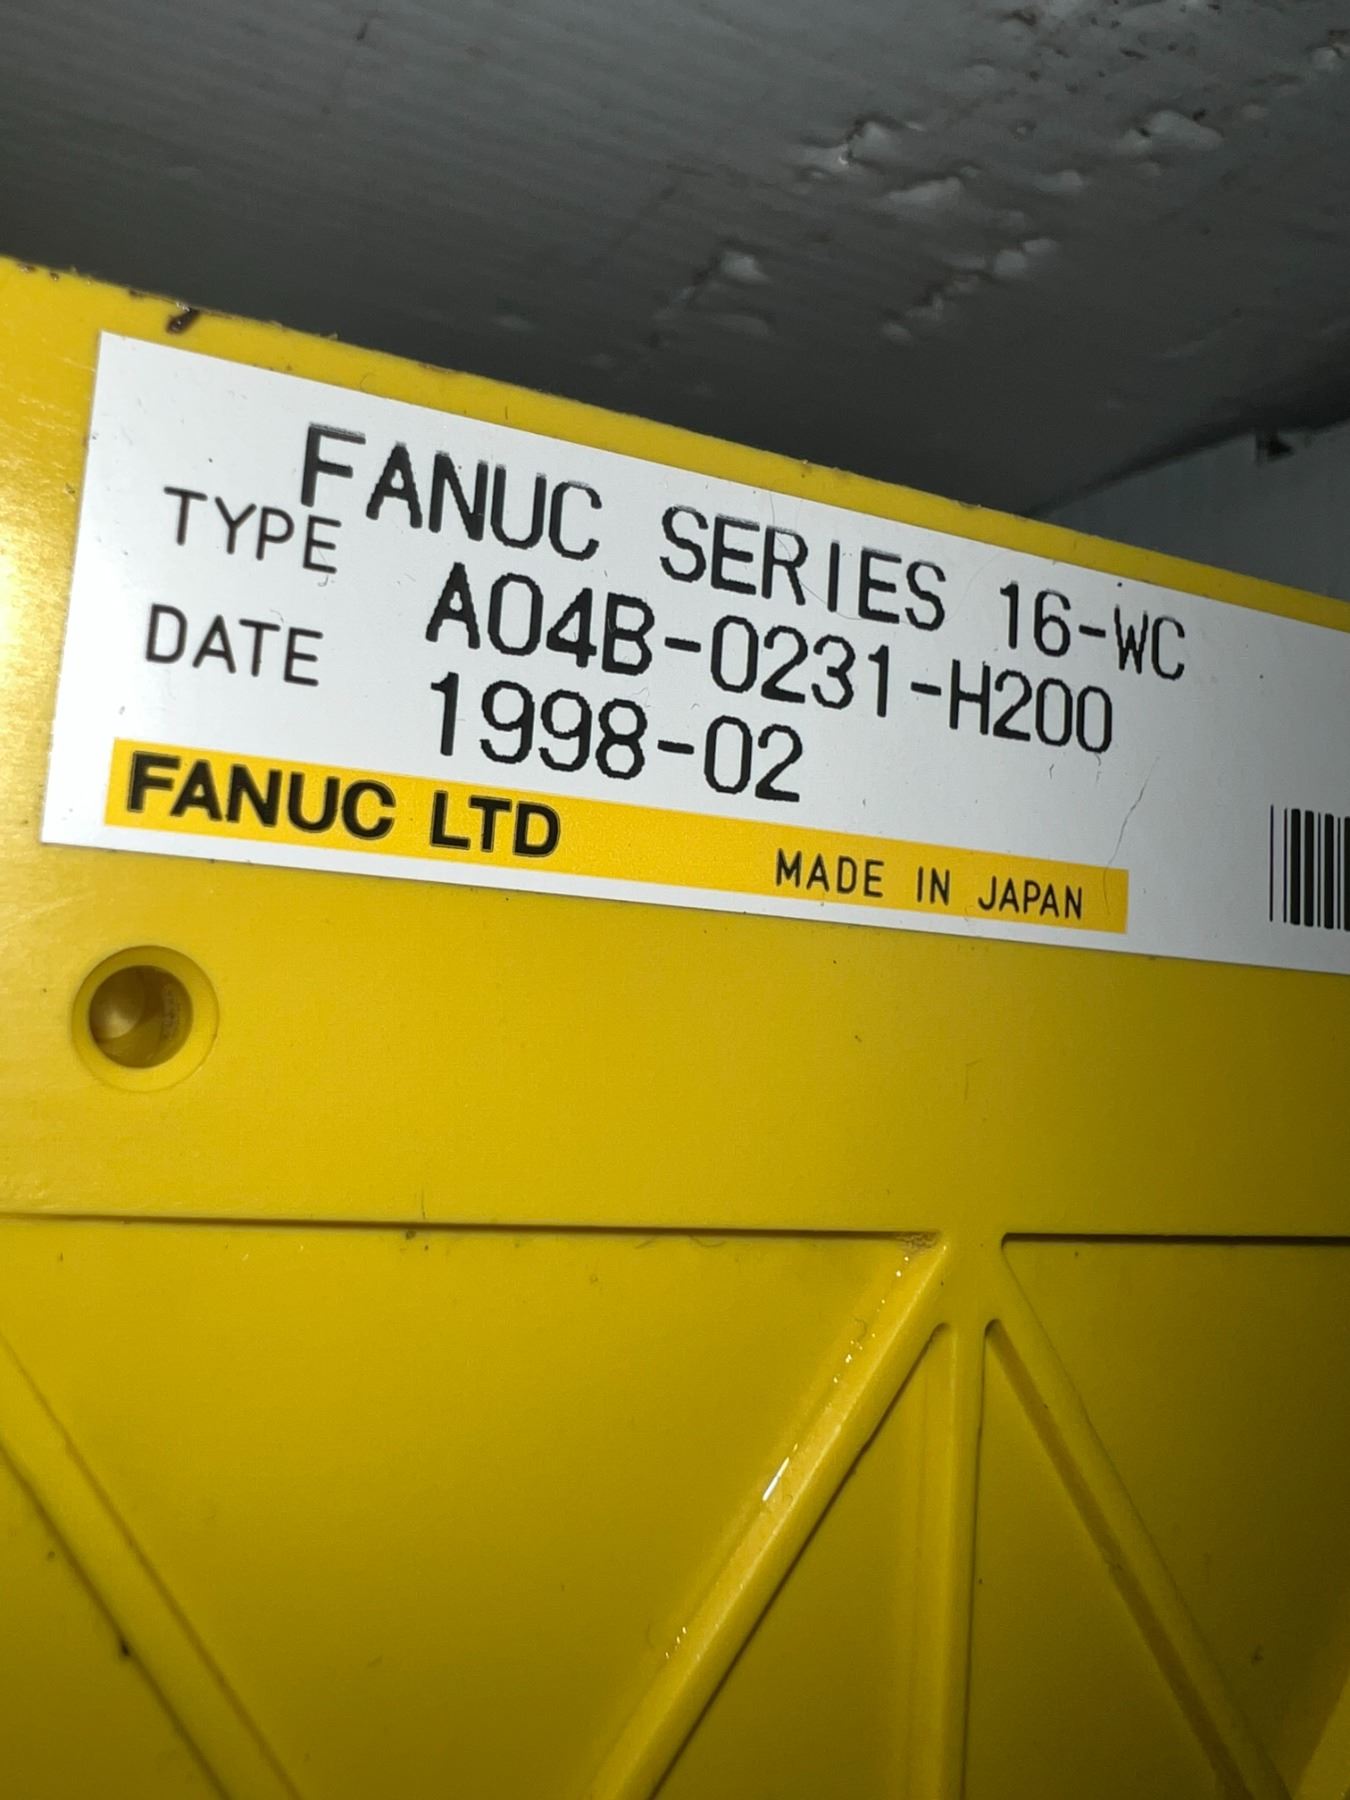 FANUC SERIES 16-WC
TYPE A04B-0231-H200
DATE 1998-02
FANUC LTD MADE IN JAPAN